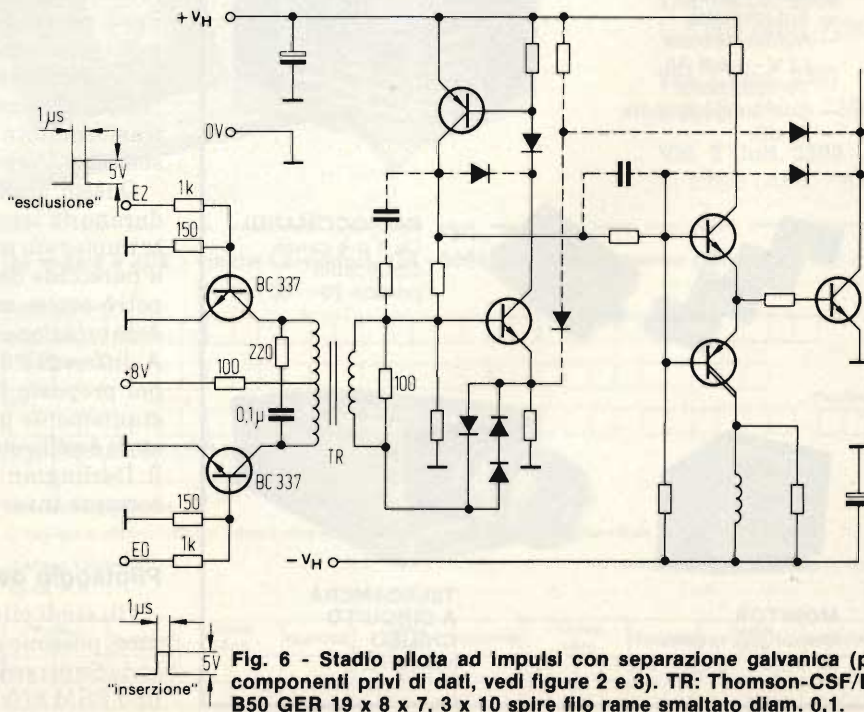 +VH
0V
1µs
5V
"esclusione"
E2
1k
150
BC 337
220
+8V
100
0,1µ
TR
100
BC 337
150
1k
E0
-VH
1µs
5V
"inserzione"
Fig. 6 - Stadio pilota ad impulsi con separazione galvanica (p
componenti privi di dati, vedi figure 2 e 3). TR: Thomson-CSF/
B50 GER 19 x 8 x 7, 3 x 10 spire filo rame smaltato diam. 0,1.